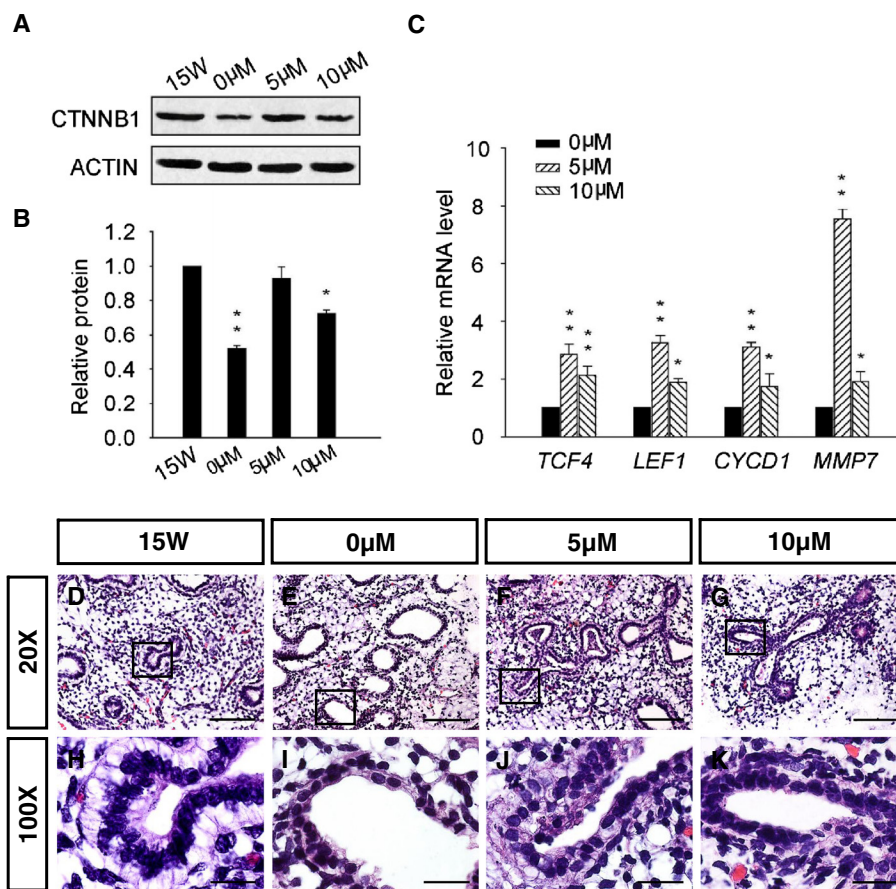 A
15W 0μM 5μM 10μM
CTNNB1
ACTIN
B
Relative protein
1.2
1.0
0.8
0.6
0.4
0.2
0.0
* *
*
15W 0μM 5μM 10μM
C
0μM
5μM
10μM
Relative mRNA level
10
8
6
4
2
0
* * * * * * * * * * * * *
TCF4 LEF1 CYCD1 MMP7
15W 0μM 5μM 10μM
20X
D E F G
100X
H I J K